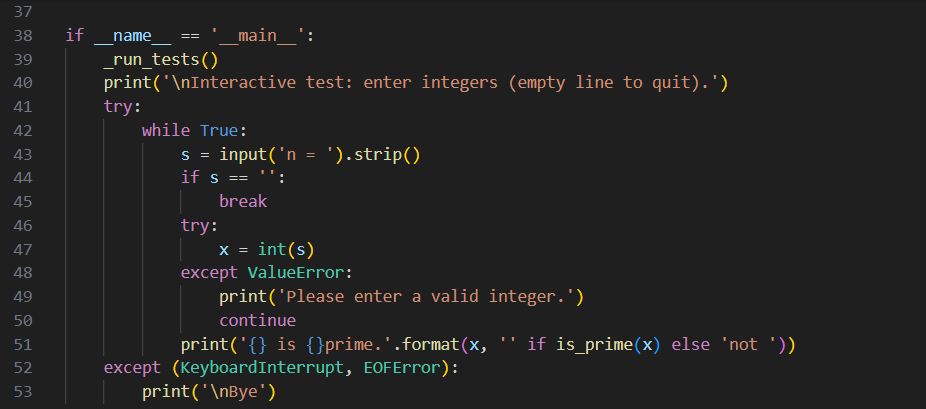 37
38 if __name__ == '__main__':
39     _run_tests()
40     print('\nInteractive test: enter integers (empty line to quit).')
41     try:
42         while True:
43             s = input('n = ').strip()
44             if s == '':
45                 break
46             try:
47                 x = int(s)
48             except ValueError:
49                 print('Please enter a valid integer.')
50                 continue
51             print('{} is {}prime.'.format(x, '' if is_prime(x) else 'not '))
52     except (KeyboardInterrupt, EOFError):
53         print('\nBye')